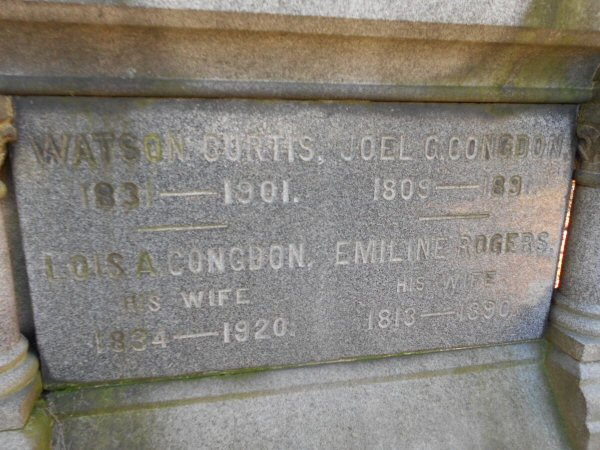 WATSON CURTIS.
1831—1901.
LOIS A. CONGDON.
HIS WIFE
1834—1920.
JOEL G. CONGDON.
1809—1891.
EMILINE ROGERS.
HIS WIFE.
1813—1890.